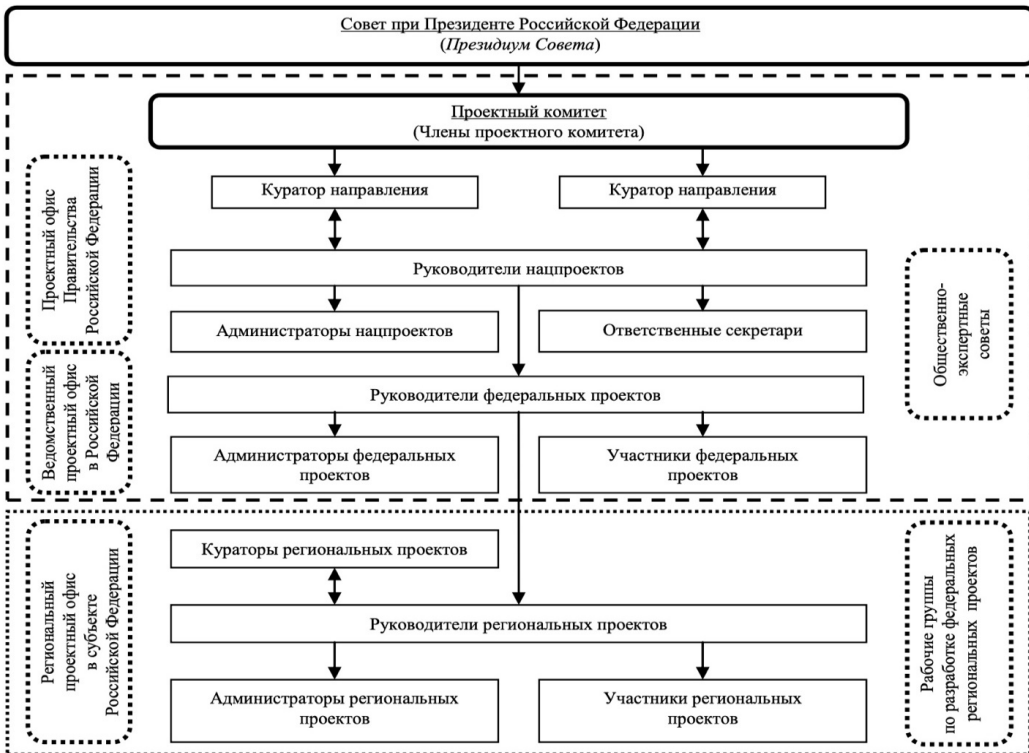 Совет при Президенте Российской Федерации
(Президиум Совета)
Проектный комитет
(Члены проектного комитета)
Проектный офис
Правительства
Российской Федерации
Куратор направления
Куратор направления
Руководители нацпроектов
Администраторы нацпроектов
Ответственные секретари
Общественно-
экспертные
советы
Ведомственный
проектный офис
в Российской
Федерации
Руководители федеральных проектов
Администраторы федеральных
проектов
Участники федеральных
проектов
Региональный
проектный офис
в субъекте
Российской Федерации
Кураторы региональных проектов
Руководители региональных проектов
Администраторы региональных
проектов
Участники региональных
проектов
Рабочие группы
по разработке федеральных
региональных проектов